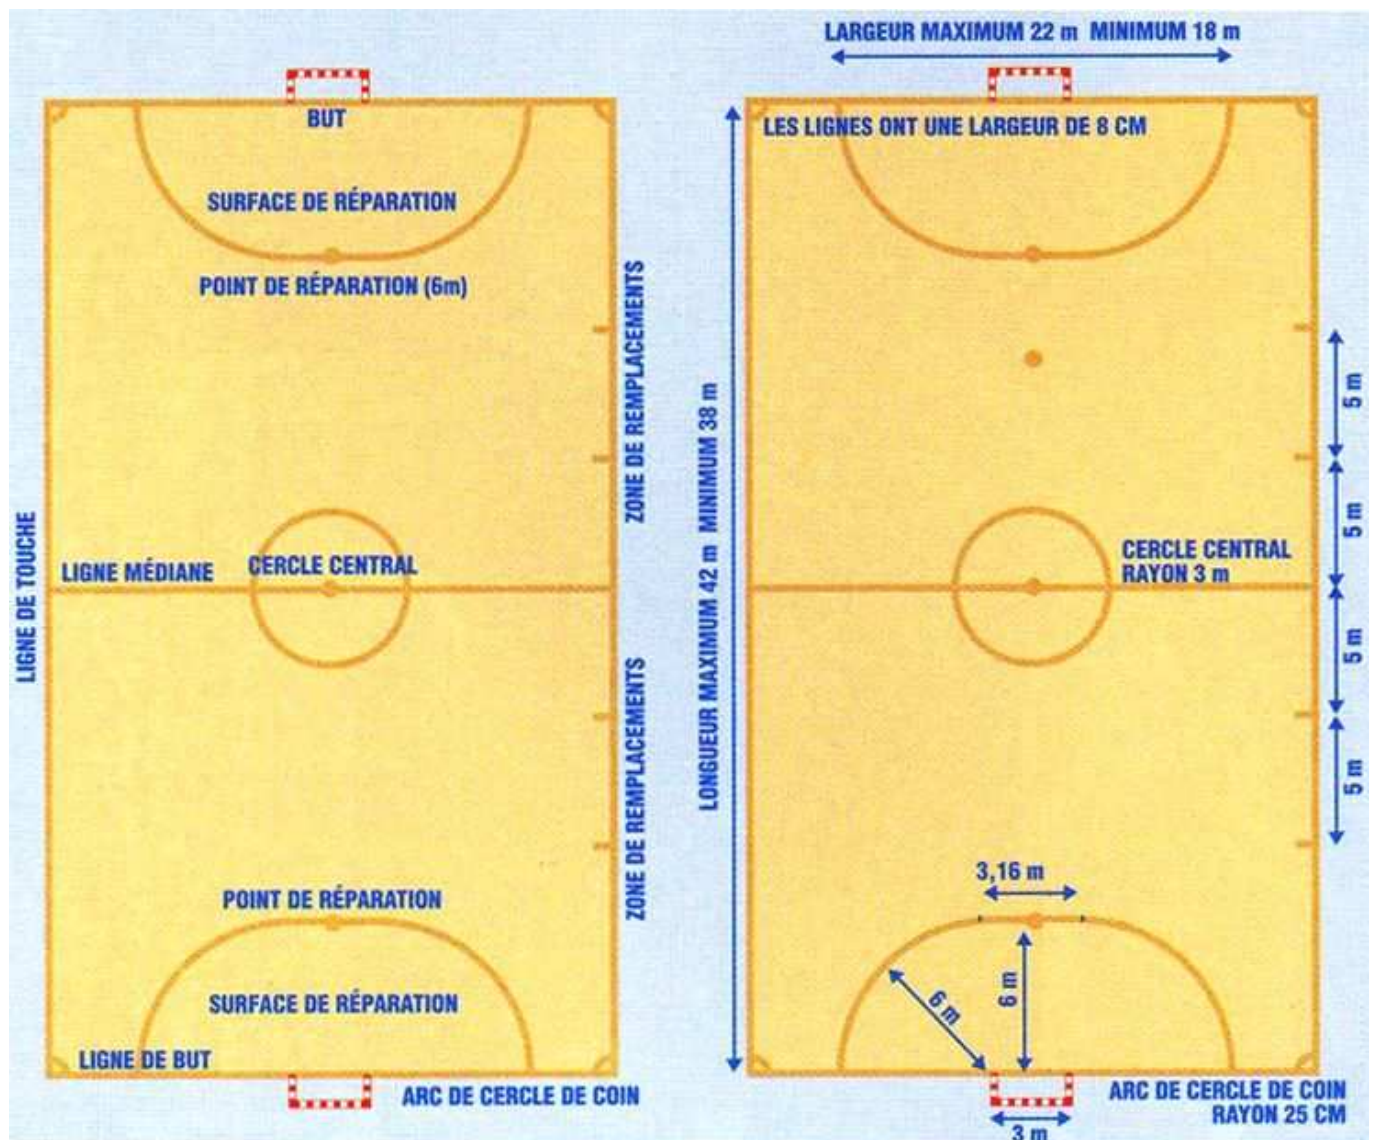 BUT
SURFACE DE RÉPARATION
POINT DE RÉPARATION (6m)
ZONE DE REMPLACEMENTS
LIGNE DE TOUCHE
LIGNE MÉDIANE
CERCLE CENTRAL
ZONE DE REMPLACEMENTS
POINT DE RÉPARATION
SURFACE DE RÉPARATION
LIGNE DE BUT
ARC DE CERCLE DE COIN
LARGEUR MAXIMUM 22 m MINIMUM 18 m
LES LIGNES ONT UNE LARGEUR DE 8 CM
LONGUEUR MAXIMUM 42 m MINIMUM 38 m
5 m
5 m
CERCLE CENTRAL
RAYON 3 m
5 m
5 m
3,16 m
6 m
6 m
ARC DE CERCLE DE COIN
RAYON 25 CM
3 m